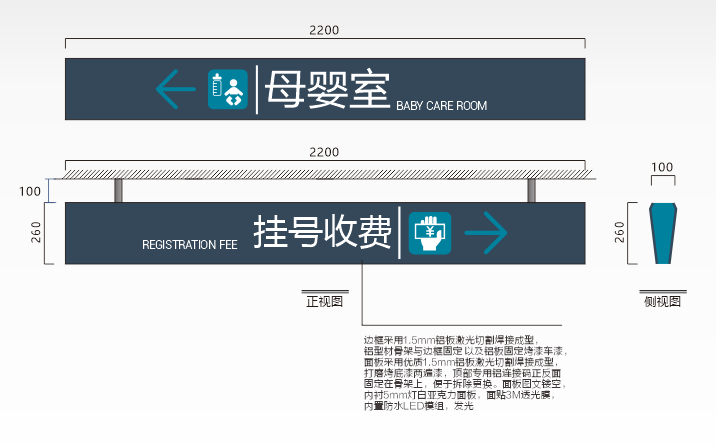 2200
母婴室 BABY CARE ROOM
2200
100
100
260
REGISTRATION FEE 挂号收费 ¥
260
正视图
侧视图
边框采用1.5mm铝板激光切割焊接成型，
铝型材骨架与边框固定以及铝板固定烤漆车漆，
面板采用优质1.5mm铝板激光切割焊接成型，
打磨烤底漆两遍漆，顶部专用铝连接码正反面
固定在骨架上，便于拆除更换。面板图文镂空，
内衬5mm灯白亚克力面板，面贴3M透光膜，
内置防水LED模组，发光